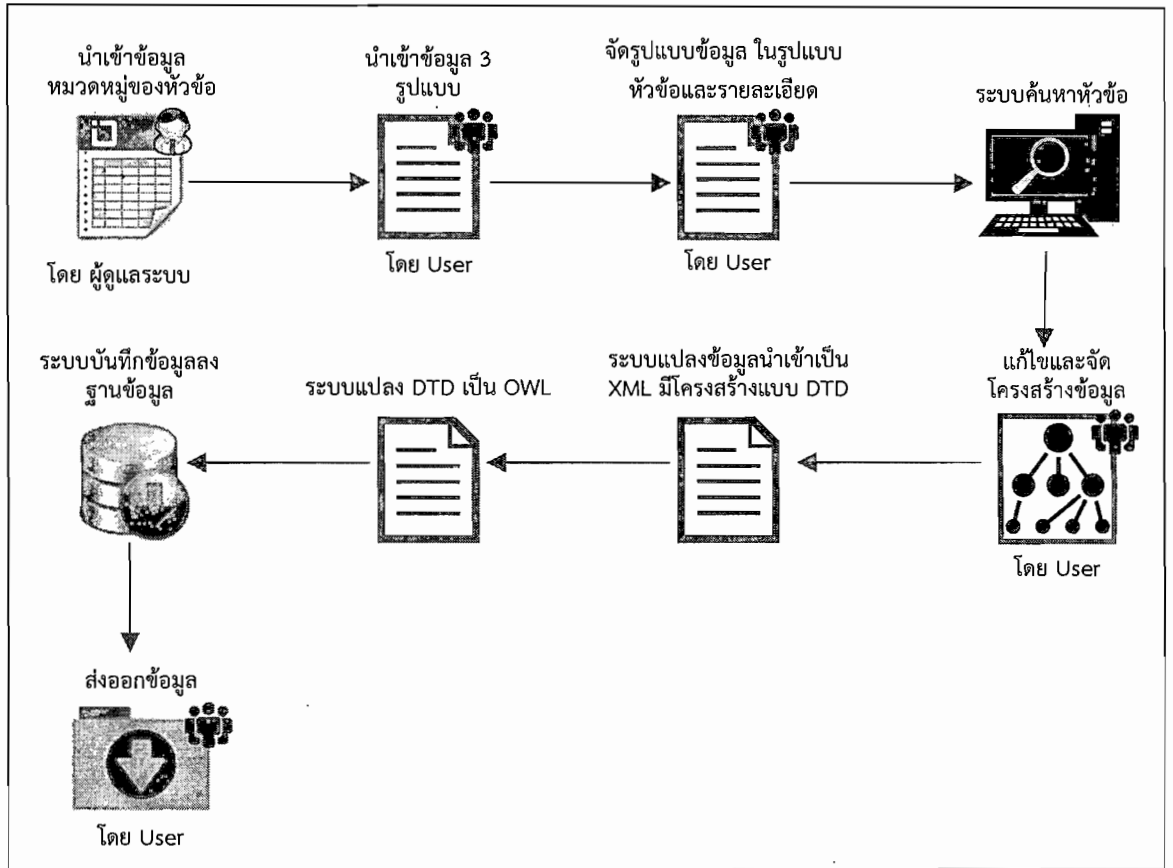 นำเข้าข้อมูล
หมวดหมู่ของหัวข้อ
โดย ผู้ดูแลระบบ
นำเข้าข้อมูล 3
รูปแบบ
โดย User
จัดรูปแบบข้อมูล ในรูปแบบ
หัวข้อและรายละเอียด
โดย User
ระบบค้นหาหัวข้อ
แก้ไขและจัด
โครงสร้างข้อมูล
โดย User
ระบบแปลงข้อมูลนำเข้าเป็น
XML มีโครงสร้างแบบ DTD
ระบบแปลง DTD เป็น OWL
ระบบบันทึกข้อมูลลง
ฐานข้อมูล
ส่งออกข้อมูล
โดย User